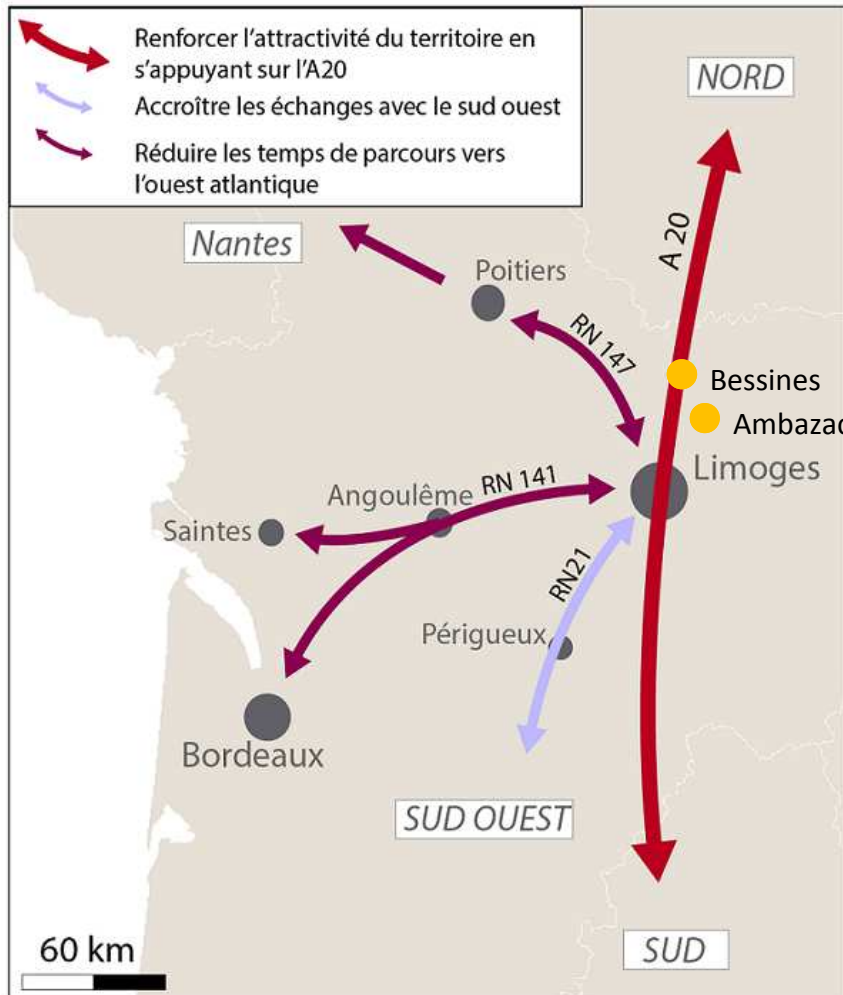 Renforcer l'attractivité du territoire en
s'appuyant sur l'A20
Accroître les échanges avec le sud ouest
Réduire les temps de parcours vers
l'ouest atlantique
NORD
Nantes
A 20
Poitiers
RN 147
Bessines
Ambazac
Limoges
RN 141
Angoulême
Saintes
RN21
Périgueux
Bordeaux
SUD OUEST
60 km
SUD